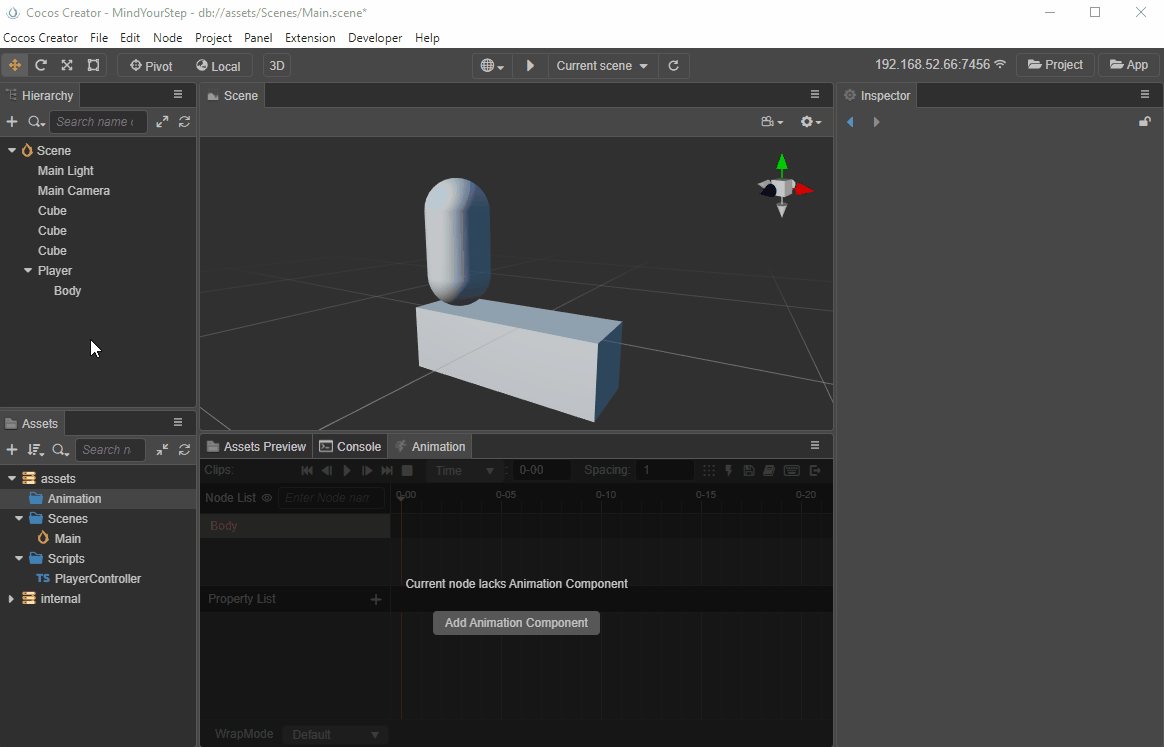 Cocos Creator - MindYourStep - db://assets/Scenes/Main.scene*
Cocos Creator File Edit Node Project Panel Extension Developer Help
Pivot Local 3D Current scene 192.168.52.66:7456 Project App
Hierarchy
Search name
Scene
Main Light
Main Camera
Cube
Cube
Cube
Player
Body
Assets
Search n
assets
Animation
Scenes
Main
Scripts
TS PlayerController
internal
Scene
Assets Preview Console Animation
Clips: Time 0-00 Spacing: 1
Node List Enter Node nam 0-00 0-05 0-10 0-15 0-20
Body
Current node lacks Animation Component
Property List
Add Animation Component
WrapMode Default
Inspector